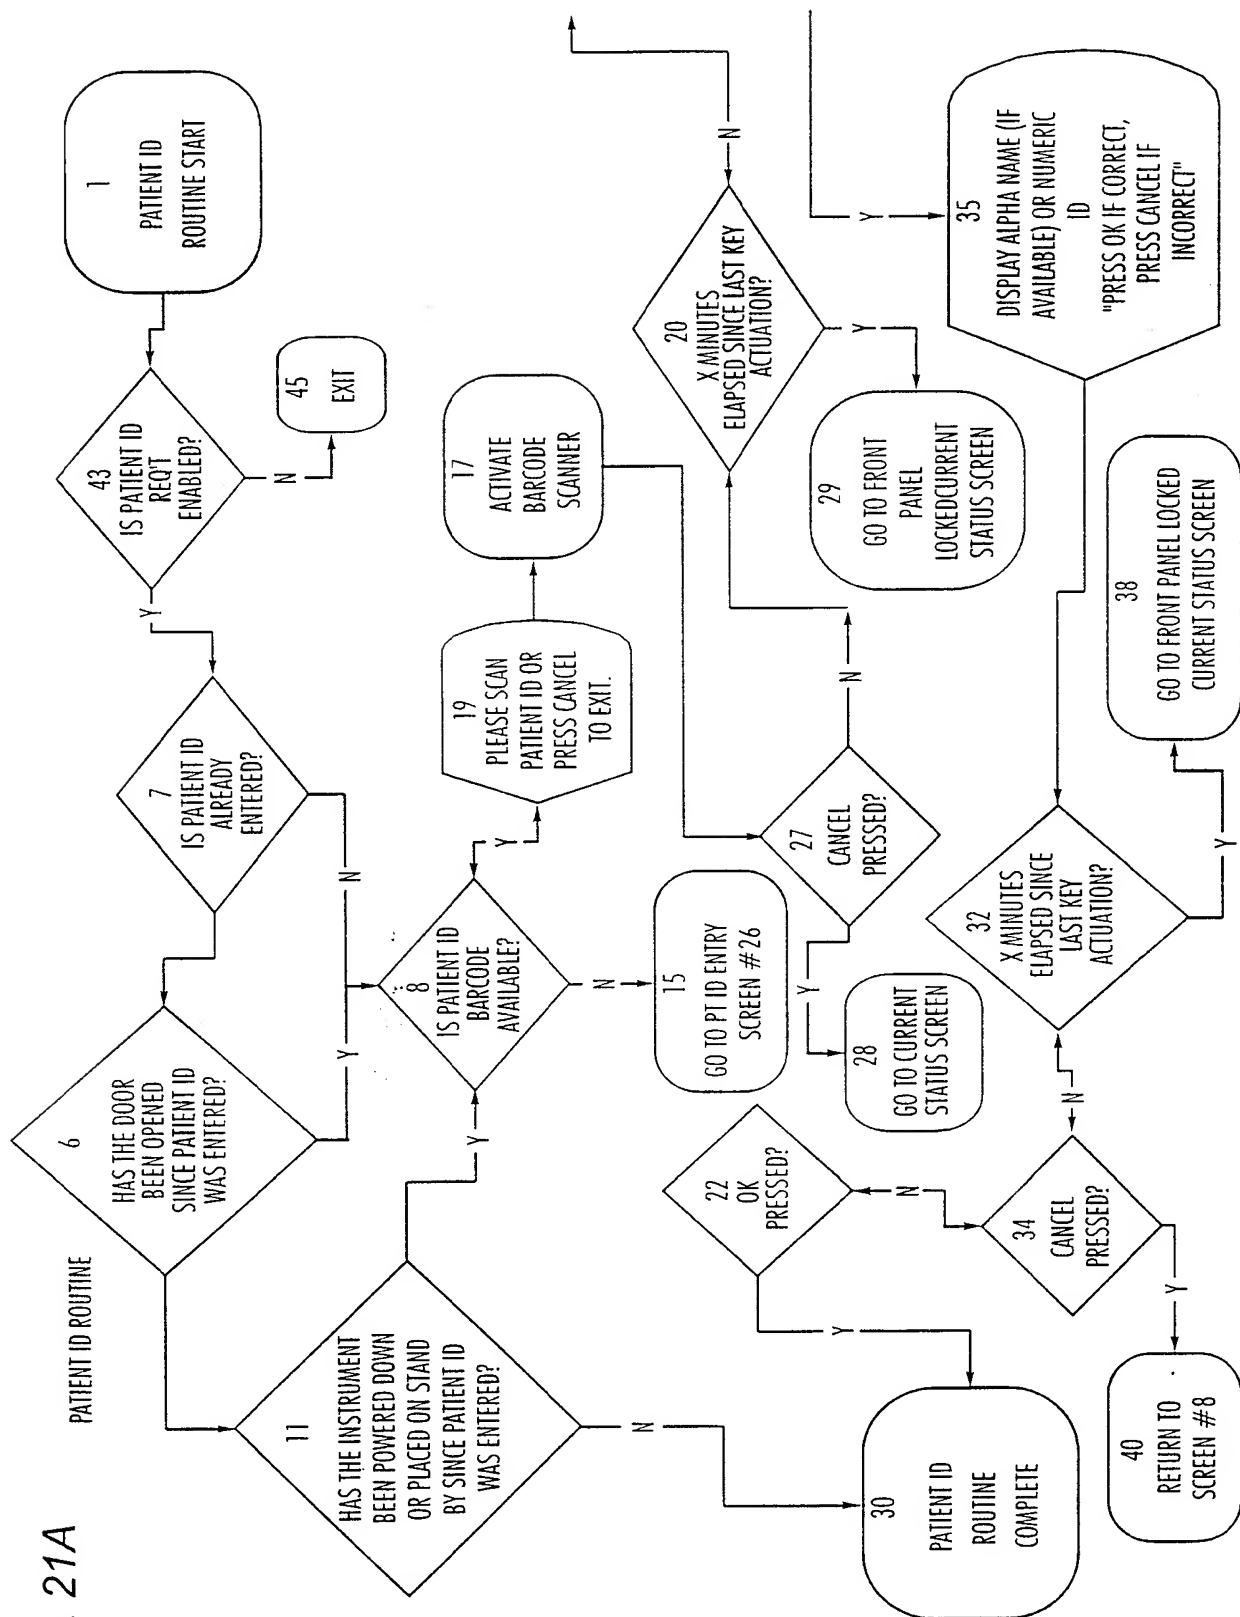 21A
PATIENT ID ROUTINE
1
PATIENT ID
ROUTINE START
43
IS PATIENT ID
REQ'T
ENABLED?
Y
N
45
EXIT
7
IS PATIENT ID
ALREADY
ENTERED?
N
6
HAS THE DOOR
BEEN OPENED
SINCE PATIENT ID
WAS ENTERED?
Y
11
HAS THE INSTRUMENT
BEEN POWERED DOWN
OR PLACED ON STAND
BY SINCE PATIENT ID
WAS ENTERED?
Y
N
8
IS PATIENT ID
BARCODE
AVAILABLE?
Y
N
19
PLEASE SCAN
PATIENT ID OR
PRESS CANCEL
TO EXIT.
17
ACTIVATE
BARCODE
SCANNER
15
GO TO PT ID ENTRY
SCREEN #26
27
CANCEL
PRESSED?
Y
N
28
GO TO CURRENT
STATUS SCREEN
20
X MINUTES
ELAPSED SINCE LAST KEY
ACTUATION?
N
Y
29
GO TO FRONT
PANEL
LOCKEDCURRENT
STATUS SCREEN
Y
35
DISPLAY ALPHA NAME (IF
AVAILABLE) OR NUMERIC
ID
"PRESS OK IF CORRECT,
PRESS CANCEL IF
INCORRECT"
32
X MINUTES
ELAPSED SINCE
LAST KEY
ACTUATION?
Y
N
38
GO TO FRONT PANEL LOCKED
CURRENT STATUS SCREEN
34
CANCEL
PRESSED?
N
Y
22
OK
PRESSED?
Y
30
PATIENT ID
ROUTINE
COMPLETE
40
RETURN TO
SCREEN #8